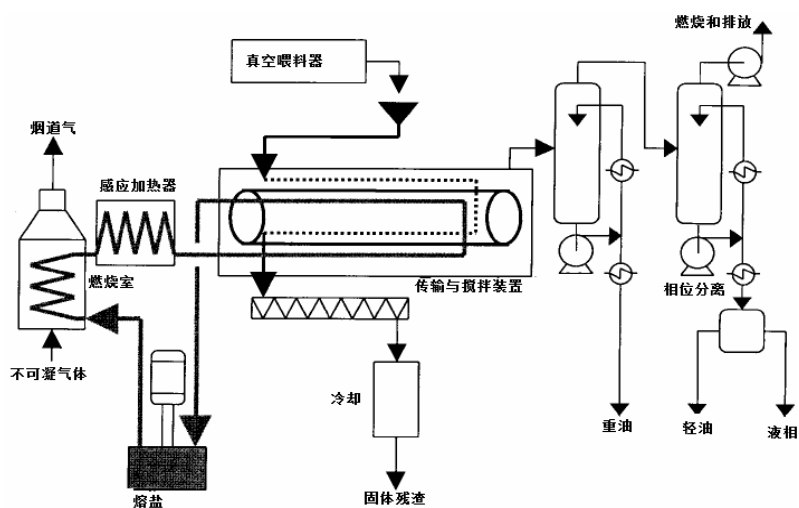 燃烧和排放
真空喂料器
烟道气
感应加热器
燃烧室
传输与搅拌装置
相位分离
不可凝气体
冷却
重油
轻油
液相
熔盐
固体残渣